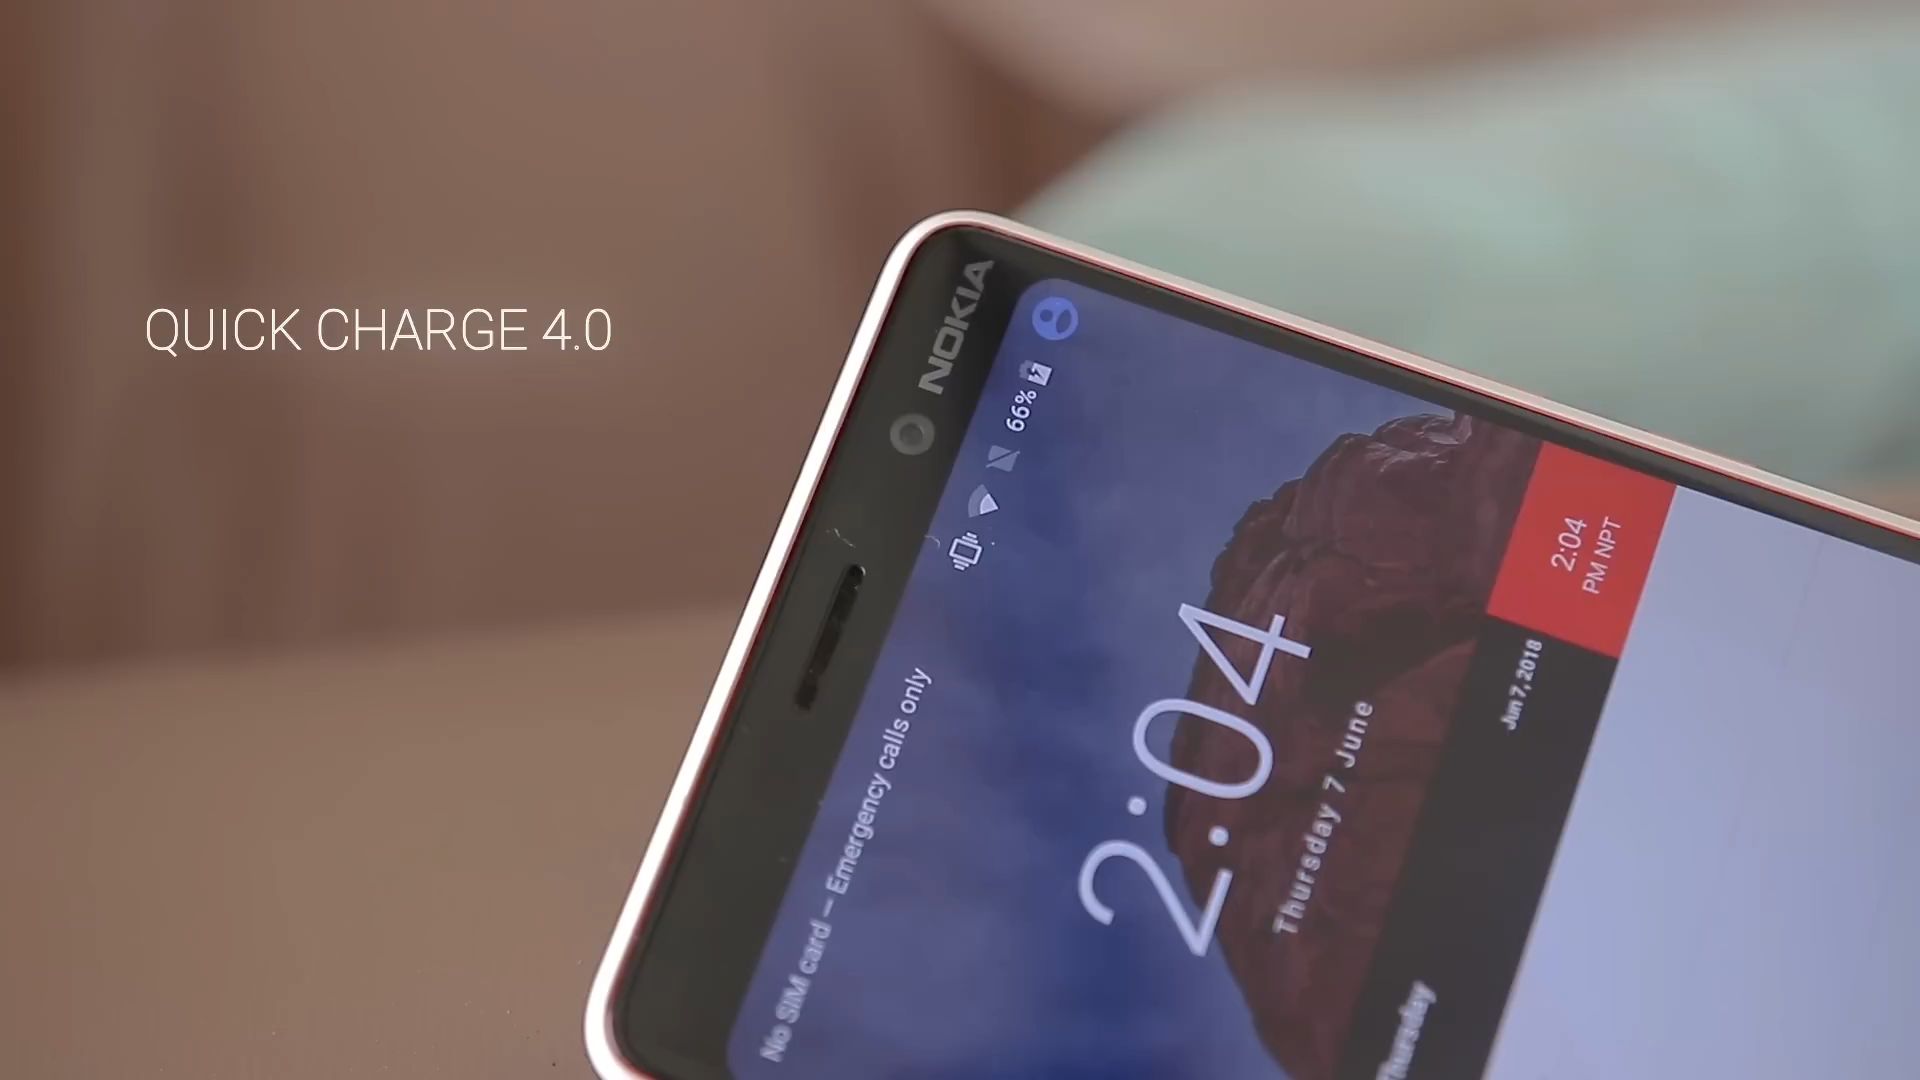 QUICK CHARGE 4.0
NOKIA
66%
No SIM card – Emergency calls only
2:04
Thursday 7 June
2:04
PM NPT
Jun 7, 2018
Thursday